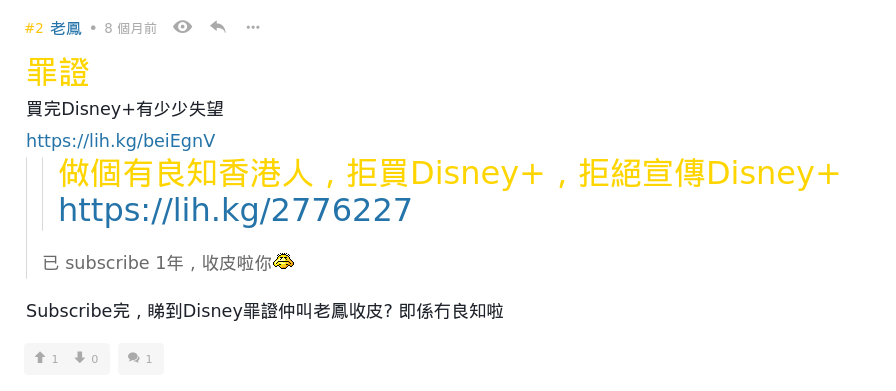 #2 老鳳 • 8 個月前
罪證
買完Disney+有少少失望
https://lih.kg/beiEgnV
做個有良知香港人，拒買Disney+，拒絕宣傳Disney+
https://lih.kg/2776227
已 subscribe 1年，收皮啦你
Subscribe完，睇到Disney罪證仲叫老鳳收皮? 即係冇良知啦
1 0 1